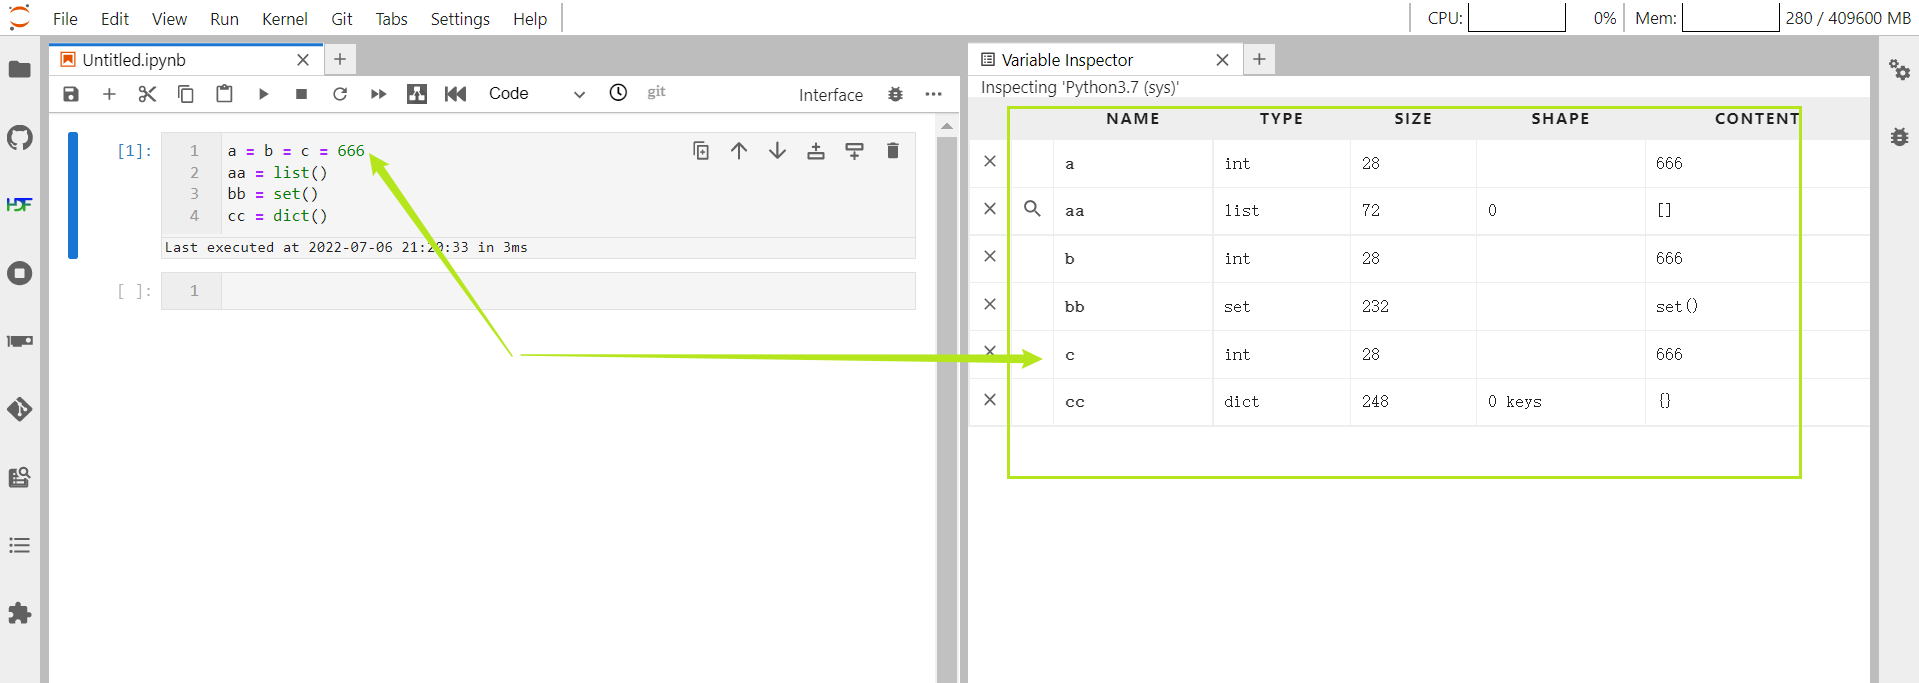 File Edit View Run Kernel Git Tabs Settings Help CPU: 0% Mem: 280 / 409600 MB
Untitled.ipynb
Code git Interface
[1]:
1 a = b = c = 666
2 aa = list()
3 bb = set()
4 cc = dict()
Last executed at 2022-07-06 21:20:33 in 3ms
[ ]: 1
HDF
Variable Inspector
Inspecting 'Python3.7 (sys)'
NAME TYPE SIZE SHAPE CONTENT
a int 28 666
aa list 72 0 []
b int 28 666
bb set 232 set()
c int 28 666
cc dict 248 0 keys {}